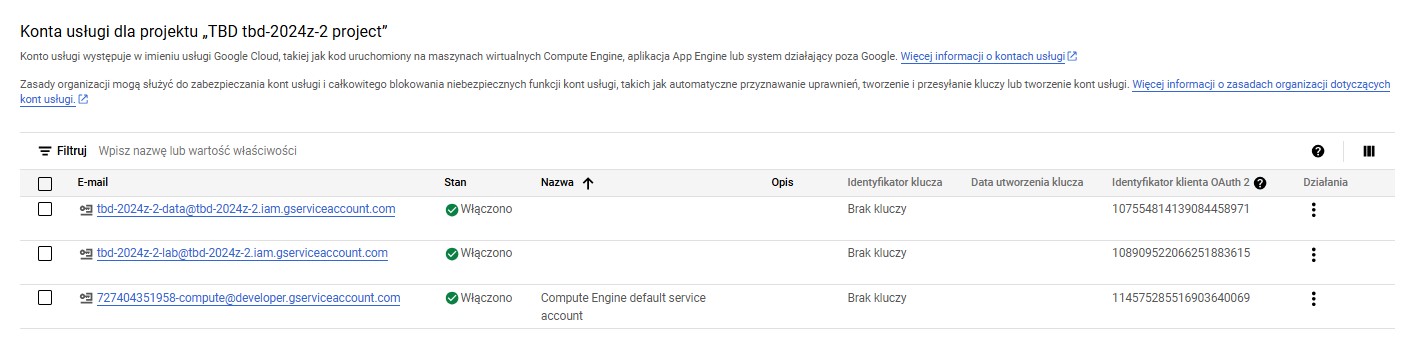 Konta usługi dla projektu „TBD tbd-2024z-2 project”
Konto usługi występuje w imieniu usługi Google Cloud, takiej jak kod uruchomiony na maszynach wirtualnych Compute Engine, aplikacja App Engine lub system działający poza Google. Więcej informacji o kontach usługi
Zasady organizacji mogą służyć do zabezpieczania kont usługi i całkowitego blokowania niebezpiecznych funkcji kont usługi, takich jak automatyczne przyznawanie uprawnień, tworzenie i przesyłanie kluczy lub tworzenie kont usługi. Więcej informacji o zasadach organizacji dotyczących
kont usługi.
Filtruj Wpisz nazwę lub wartość właściwości
E-mail Stan Nazwa Opis Identyfikator klucza Data utworzenia klucza Identyfikator klienta OAuth 2 Działania
tbd-2024z-2-data@tbd-2024z-2.iam.gserviceaccount.com Włączono Brak kluczy 107554814139084458971
tbd-2024z-2-lab@tbd-2024z-2.iam.gserviceaccount.com Włączono Brak kluczy 108909522066251883615
727404351958-compute@developer.gserviceaccount.com Włączono Compute Engine default service Brak kluczy 114575285516903640069
account